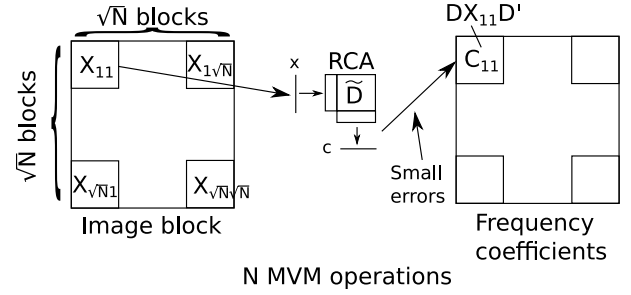 √N blocks
√N blocks
X₁₁
X₁√N
X√N1
X√N√N
Image block
x
RCA
D̃
c
Small
errors
DX₁₁D'
C₁₁
Frequency
coefficients
N MVM operations